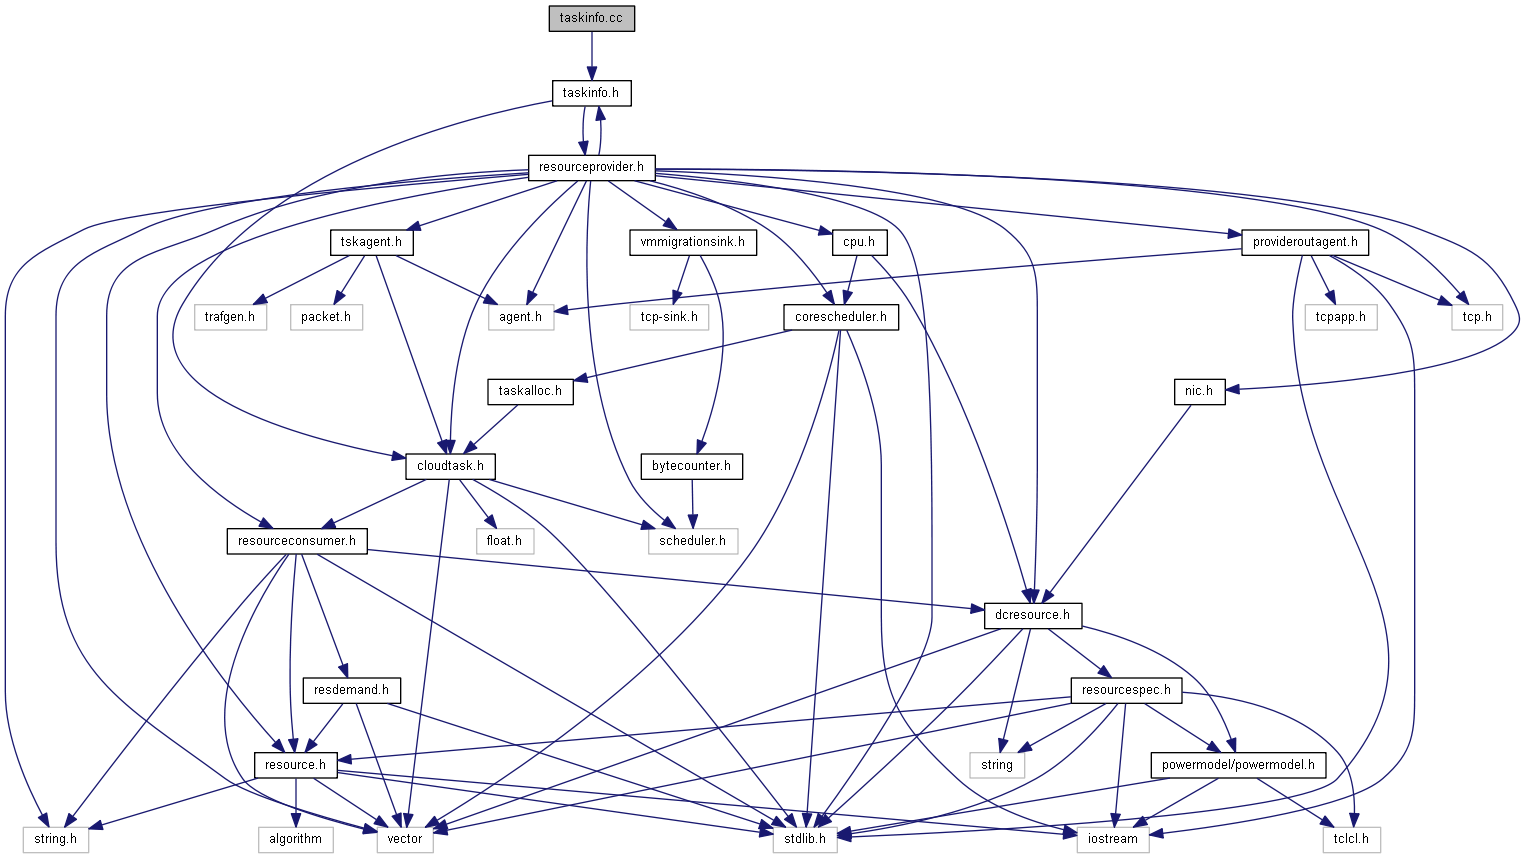 taskinfo.cc
taskinfo.h
resourceprovider.h
tskagent.h
vmmigrationsink.h
cpu.h
provideroutagent.h
trafgen.h
packet.h
agent.h
tcp-sink.h
corescheduler.h
tcpapp.h
tcp.h
taskalloc.h
nic.h
cloudtask.h
bytecounter.h
resourceconsumer.h
float.h
scheduler.h
dcresource.h
resdemand.h
resourcespec.h
resource.h
string
powermodel/powermodel.h
string.h
algorithm
vector
stdlib.h
iostream
tclcl.h